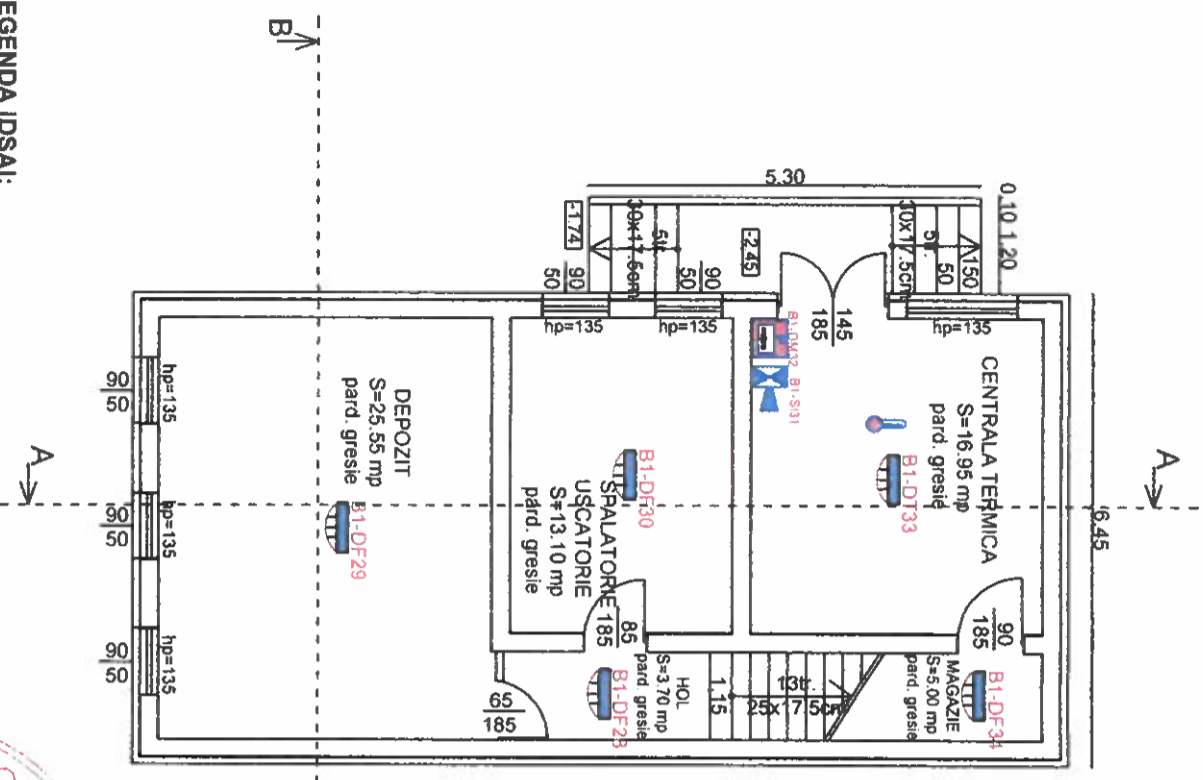 EGENDA IDSAI:
B
A
A
6.45
0.10 1.20
5.30
5tr.
30x17.5cm
150
50
hp=135
145
185
-2.45
-1.74
5tr.
30x17.5cm
90
50
hp=135
90
50
hp=135
B1-DM32 B1-SI31
CENTRALA TERMICA
S=16.95 mp
pard. gresie
B1-DT33
90
185
MAGAZIE
S=5.00 mp
pard. gresie
B1-DF34
13tr.
25x17.5cm
1.15
HOL
S=3.70 mp
pard. gresie
B1-DF28
85
185
SPALATORIE
USCATORIE
S=13.10 mp
pard. gresie
B1-DF30
65
185
DEPOZIT
S=25.55 mp
pard. gresie
B1-DF29
90
50
hp=135
90
50
hp=135
90
50
hp=135